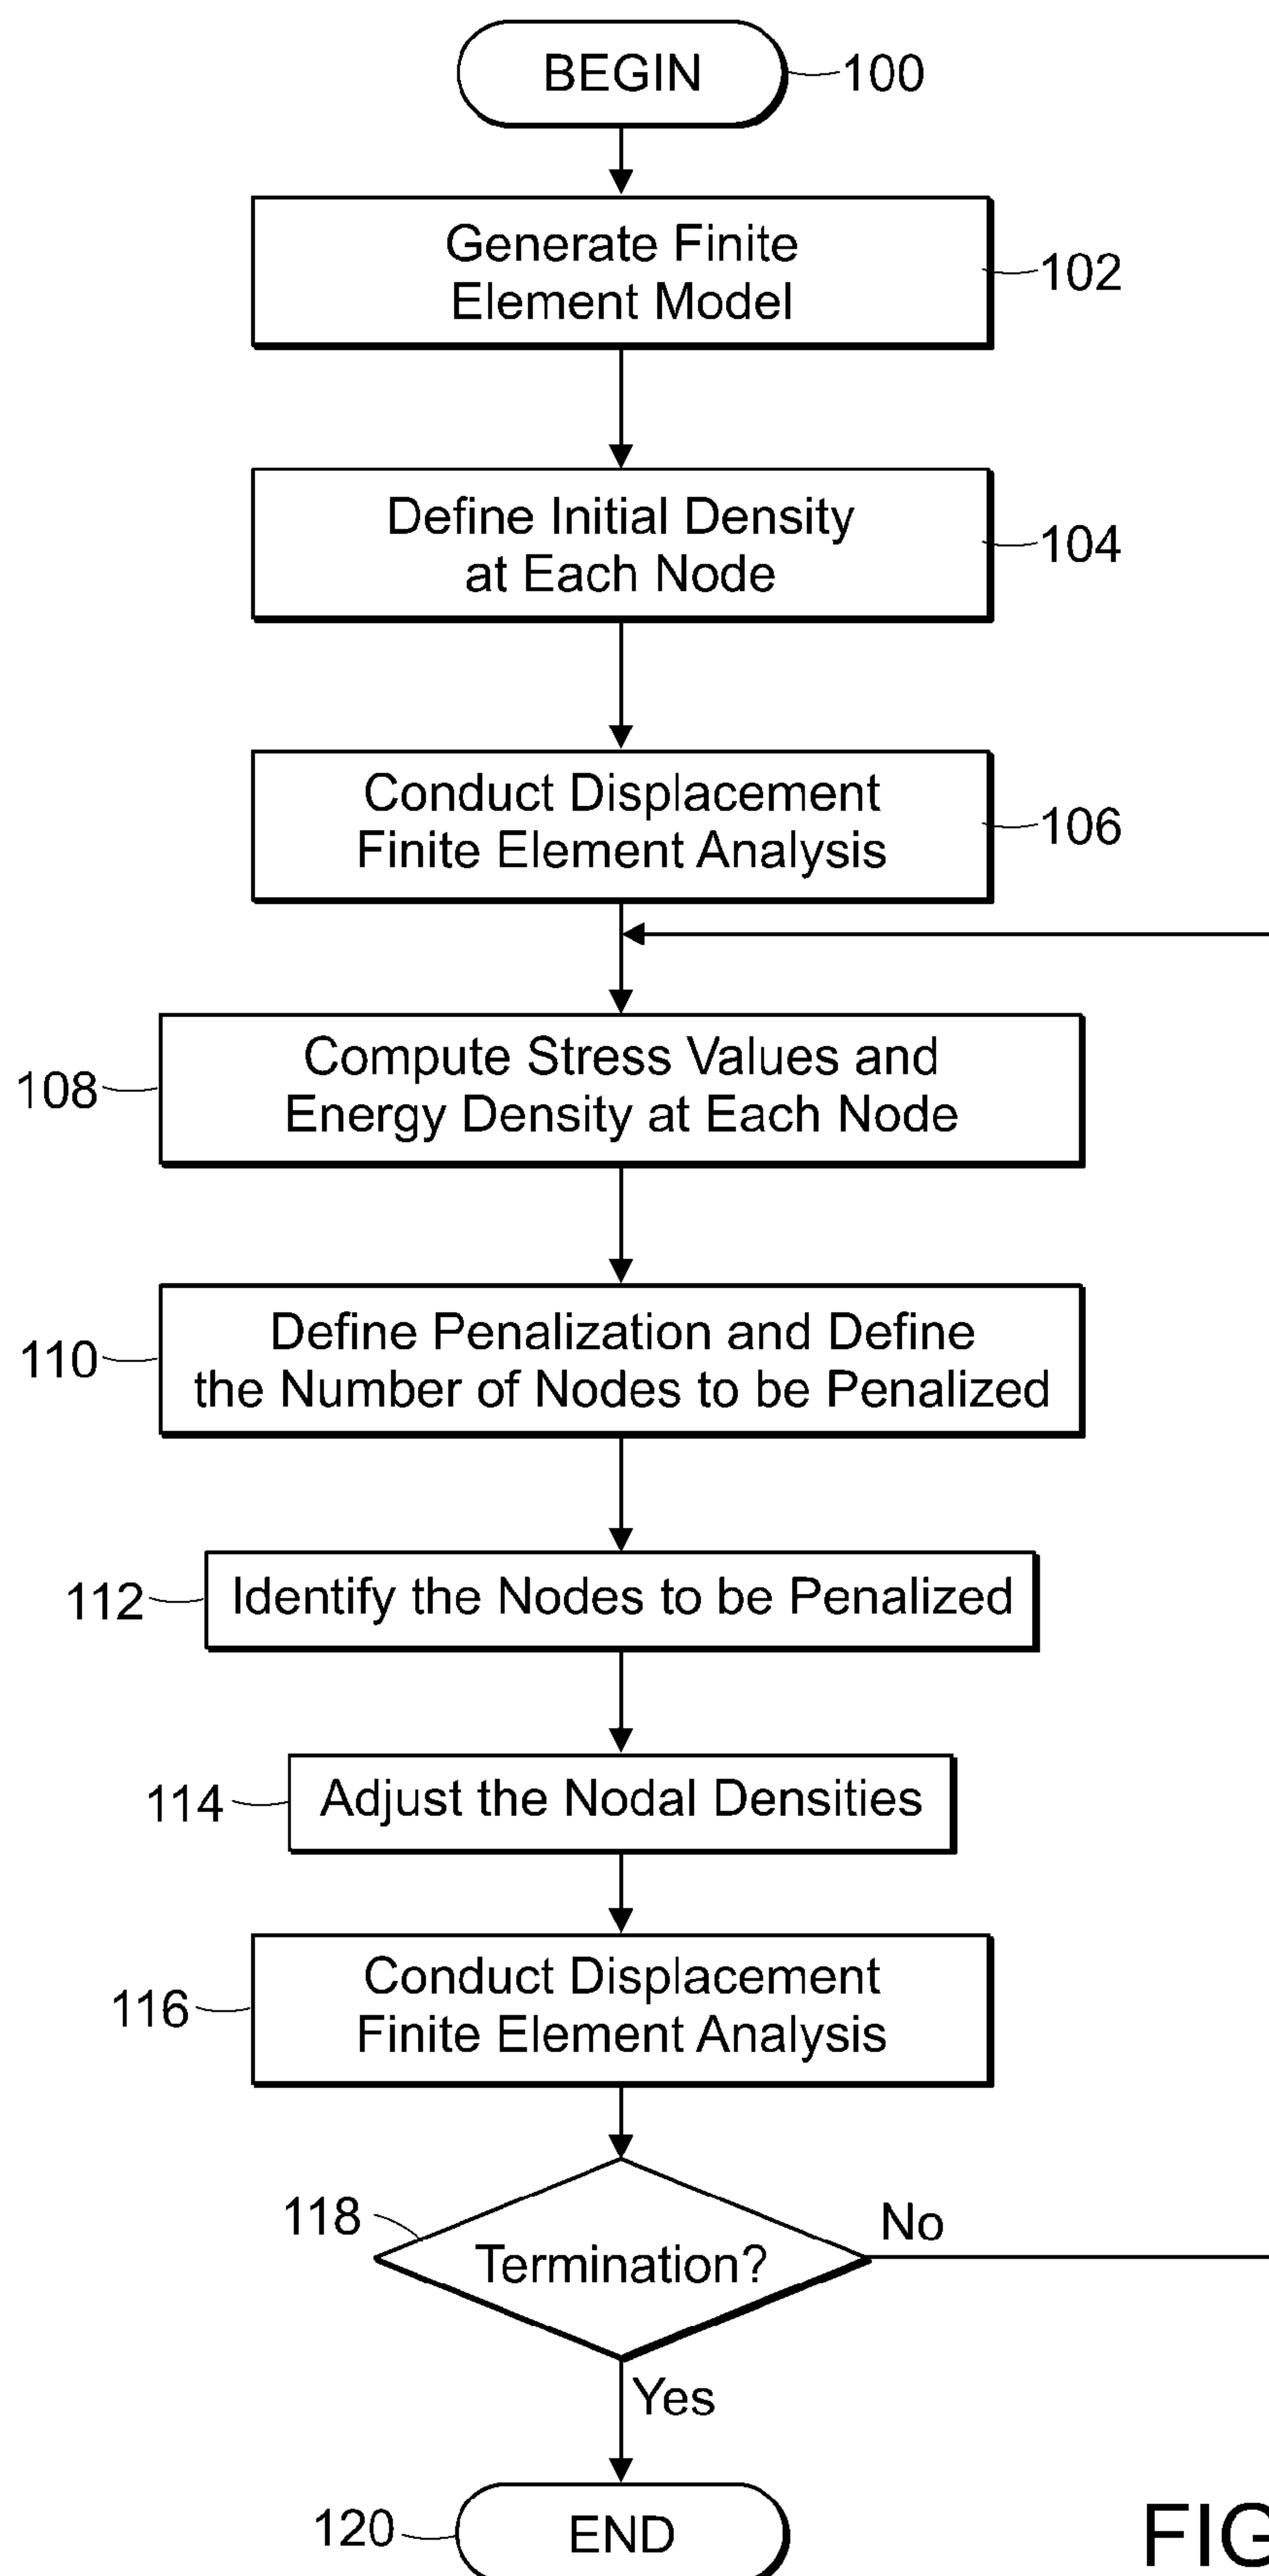 BEGIN
100
Generate Finite
Element Model
102
Define Initial Density
at Each Node
104
Conduct Displacement
Finite Element Analysis
106
Compute Stress Values and
Energy Density at Each Node
108
Define Penalization and Define
the Number of Nodes to be Penalized
110
Identify the Nodes to be Penalized
112
Adjust the Nodal Densities
114
Conduct Displacement
Finite Element Analysis
116
118
Termination?
No
Yes
120
END
FIG